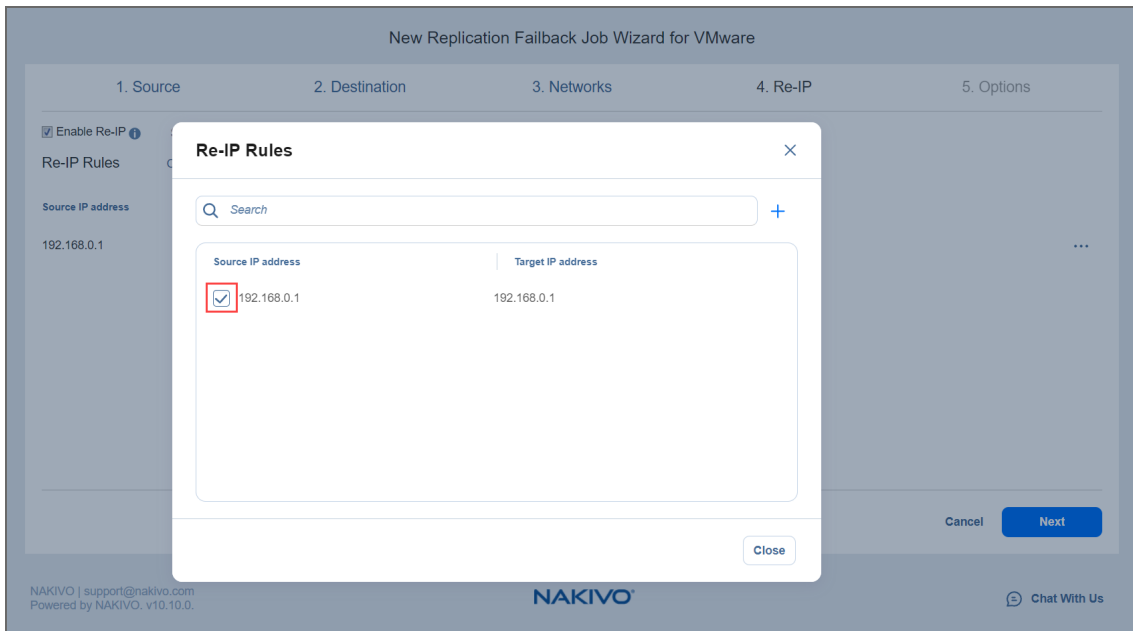 New Replication Failback Job Wizard for VMware
1. Source 2. Destination 3. Networks 4. Re-IP 5. Options
Enable Re-IP
Re-IP Rules
Source IP address
192.168.0.1
...
Re-IP Rules
Search
Source IP address Target IP address
192.168.0.1 192.168.0.1
Close
Cancel Next
NAKIVO | support@nakivo.com
Powered by NAKIVO. v10.10.0.
NAKIVO®
Chat With Us